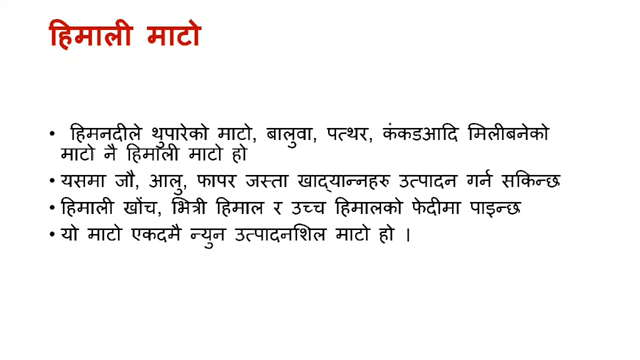 हिमाली माटो
• हिमनदीले थुपारेको माटो, बालुवा, पत्थर, कंकडआदि मिलीबनेको
माटो नै हिमाली माटो हो
• यसमा जौ, आलु, फापर जस्ता खाद्यान्नहरु उत्पादन गर्न सकिन्छ
• हिमाली खोंच, भित्री हिमाल र उच्च हिमालको फेदीमा पाइन्छ
• यो माटो एकदमै न्युन उत्पादनशिल माटो हो ।